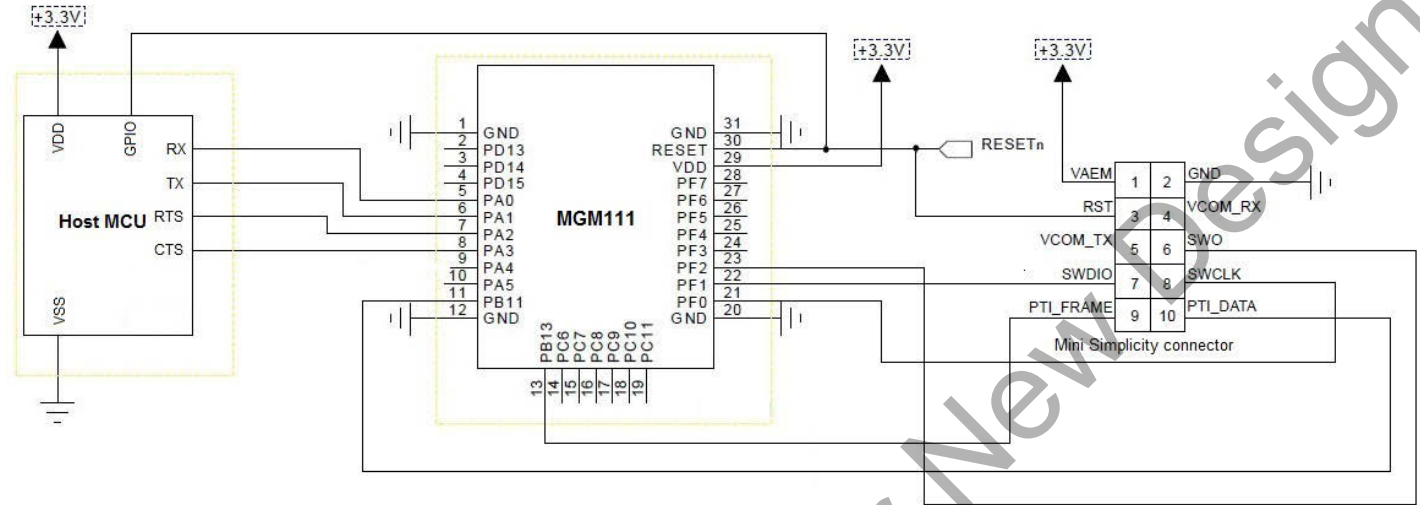 +3.3V
VDD
GPIO
RX
TX
RTS
CTS
Host MCU
VSS
MGM111
1 GND
2 PD13
3 PD14
4 PD15
5 PA0
6 PA1
7 PA2
8 PA3
9 PA4
10 PA5
11 PB11
12 GND
13 PB13
14 PC6
15 PC7
16 PC8
17 PC9
18 PC10
19 PC11
GND 31
RESET 30
VDD 29
PF7 28
PF6 27
PF5 26
PF4 25
PF3 24
PF2 23
PF1 22
PF0 21
GND 20
+3.3V
RESETn
+3.3V
VAEM 1 2 GND
RST 3 4 VCOM_RX
VCOM_TX 5 6 SWO
SWDIO 7 8 SWCLK
PTI_FRAME 9 10 PTI_DATA
Mini Simplicity connector
New Design